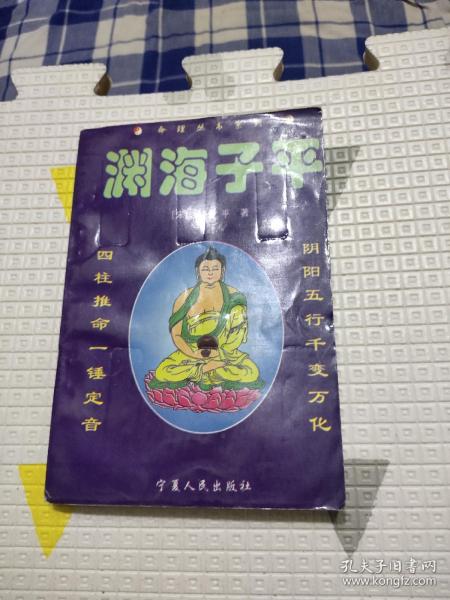 命理丛书
渊海子平
平 著
四柱推命一锤定音
阴阳五行千变万化
宁夏人民出版社
孔夫子旧书网
www.kongfz.com